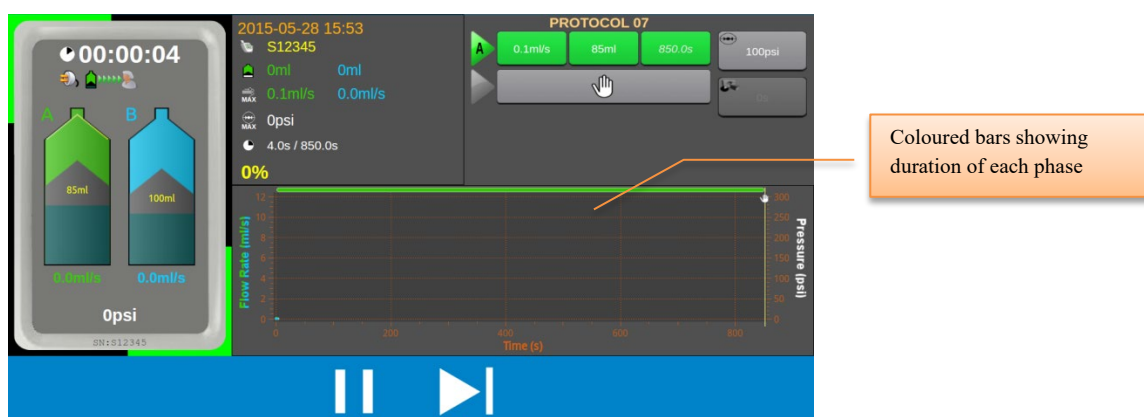 00:00:04
A B
85ml 100ml
0.0ml/s 0.0ml/s
0psi
SN:S12345
2015-05-28 15:53
S12345
0ml 0ml
MAX 0.1ml/s 0.0ml/s
MAX 0psi
4.0s / 850.0s
0%
PROTOCOL 07
A 0.1ml/s 85ml 850.0s 100psi
0s
Flow Rate (ml/s)
12
10
8
6
4
2
0
0 200 400 600 800
Time (s)
300
250
200
150
100
50
0
Pressure (psi)
Coloured bars showing
duration of each phase